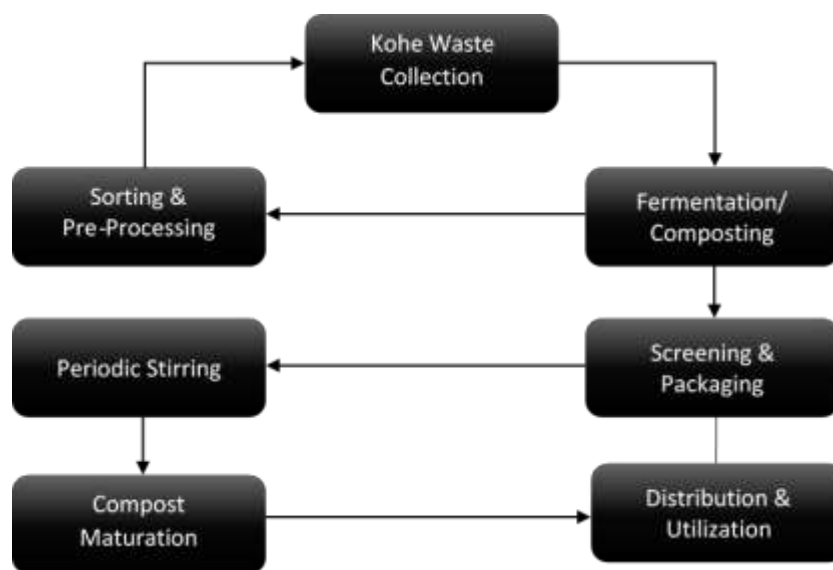 Kohe Waste
Collection
Sorting &
Pre-Processing
Fermentation/
Composting
Periodic Stirring
Screening &
Packaging
Compost
Maturation
Distribution &
Utilization